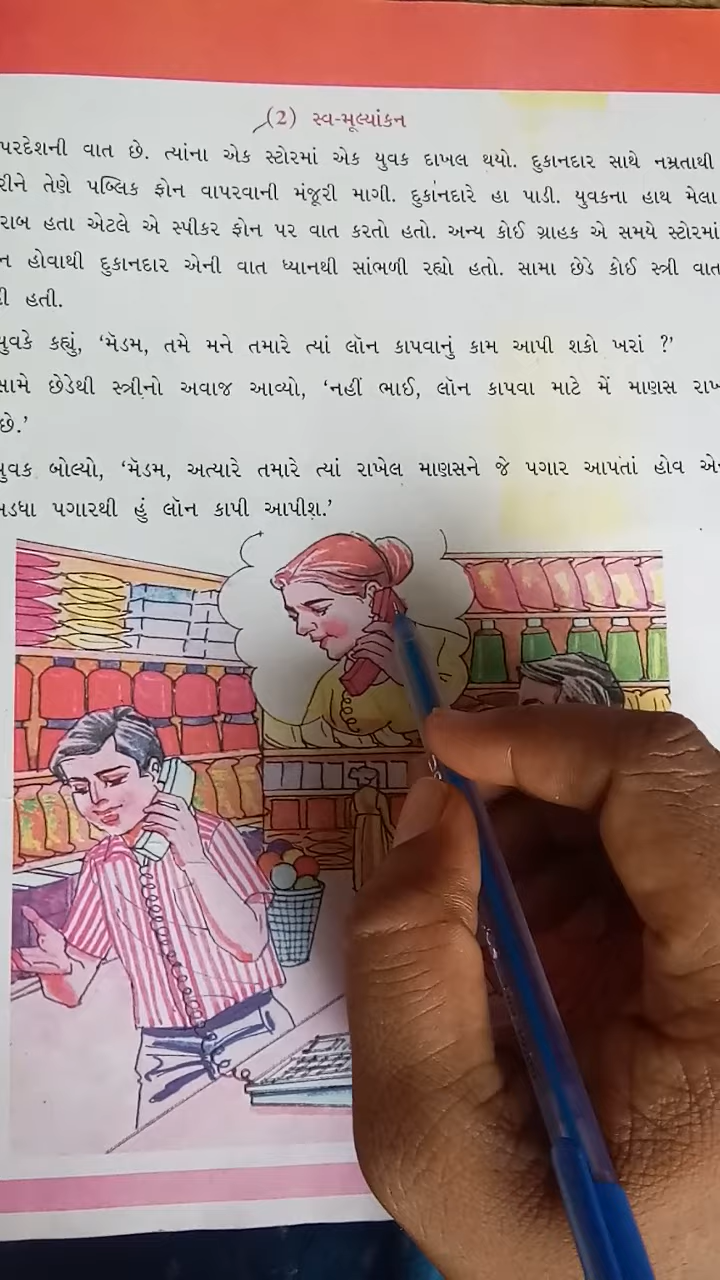 (2) સ્વ-મૂલ્યાંકન
પરદેશની વાત છે. ત્યાંના એક સ્ટોરમાં એક યુવક દાખલ થયો. દુકાનદાર સાથે નમ્રતાથી
રીને તેણે પબ્લિક ફોન વાપરવાની મંજૂરી માગી. દુકાનદારે હા પાડી. યુવકના હાથ મેલા
રાબ હતા એટલે એ સ્પીકર ફોન પર વાત કરતો હતો. અન્ય કોઈ ગ્રાહક એ સમયે સ્ટોરમાં
ન હોવાથી દુકાનદાર એની વાત ધ્યાનથી સાંભળી રહ્યો હતો. સામા છેડે કોઈ સ્ત્રી વાત
હતી.
યુવકે કહ્યું, ‘મૅડમ, તમે મને તમારે ત્યાં લૉન કાપવાનું કામ આપી શકો ખરાં ?’
સામે છેડેથી સ્ત્રીનો અવાજ આવ્યો, ‘નહીં ભાઈ, લૉન કાપવા માટે મેં માણસ રાખ
છે.’
યુવક બોલ્યો, ‘મૅડમ, અત્યારે તમારે ત્યાં રાખેલ માણસને જે પગાર આપતાં હોવ
અડધા પગારથી હું લૉન કાપી આપીશ.’